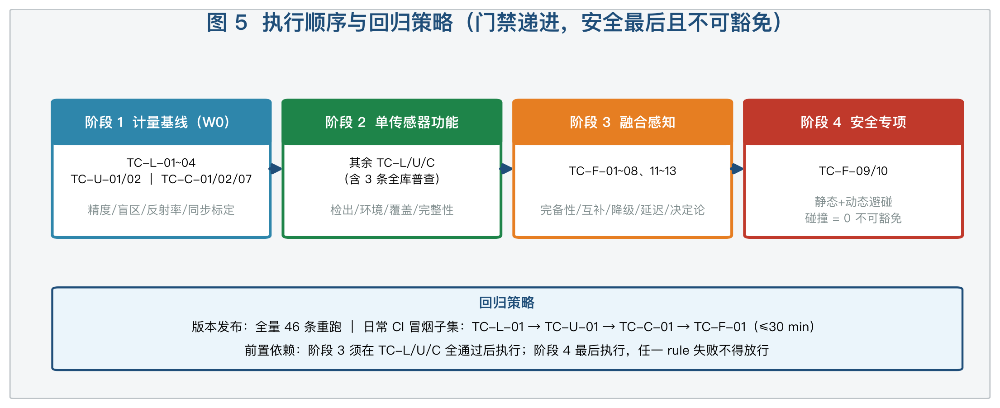 图 5 执行顺序与回归策略（门禁递进，安全最后且不可豁免）
阶段 1 计量基线（W0）
TC-L-01~04
TC-U-01/02 | TC-C-01/02/07
精度/盲区/反射率/同步标定
阶段 2 单传感器功能
其余 TC-L/U/C
（含 3 条全库普查）
检出/环境/覆盖/完整性
阶段 3 融合感知
TC-F-01~08、11~13
完备性/互补/降级/延迟/决定论
阶段 4 安全专项
TC-F-09/10
静态+动态避碰
碰撞 = 0 不可豁免
回归策略
版本发布：全量 46 条重跑 | 日常 CI 冒烟子集：TC-L-01 → TC-U-01 → TC-C-01 → TC-F-01（≤30 min）
前置依赖：阶段 3 须在 TC-L/U/C 全通过后执行；阶段 4 最后执行，任一 rule 失败不得放行